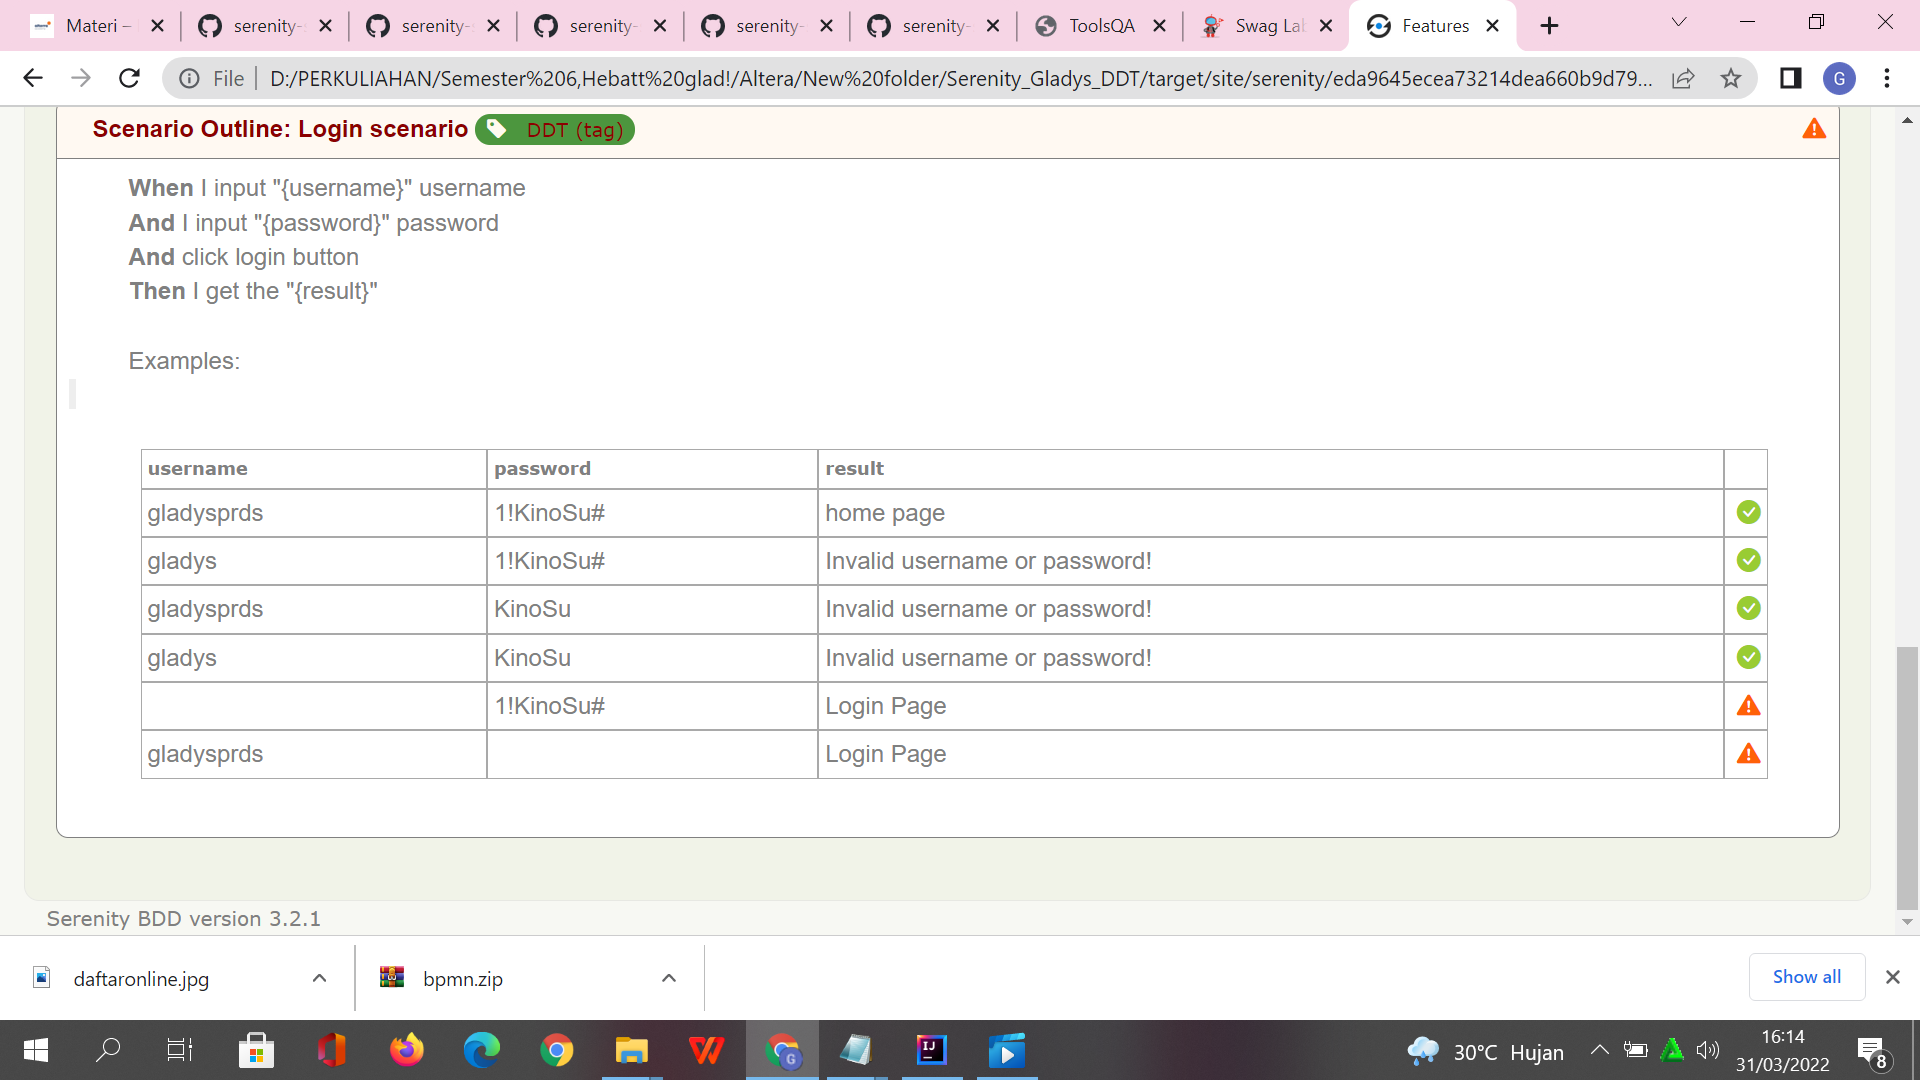 Materi –
serenity-
serenity-
serenity-
serenity-
serenity-
ToolsQA
Swag Lab
Features
File
D:/PERKULIAHAN/Semester%206,Hebatt%20glad!/Altera/New%20folder/Serenity_Gladys_DDT/target/site/serenity/eda9645ecea73214dea660b9d79...
G
Scenario Outline: Login scenario DDT (tag)
When I input "{username}" username
And I input "{password}" password
And click login button
Then I get the "{result}"
Examples:
username password result
gladysprds 1!KinoSu# home page
gladys 1!KinoSu# Invalid username or password!
gladysprds KinoSu Invalid username or password!
gladys KinoSu Invalid username or password!
1!KinoSu# Login Page
gladysprds Login Page
Serenity BDD version 3.2.1
daftaronline.jpg
bpmn.zip
Show all
G
IJ
30°C Hujan
16:14
31/03/2022
8